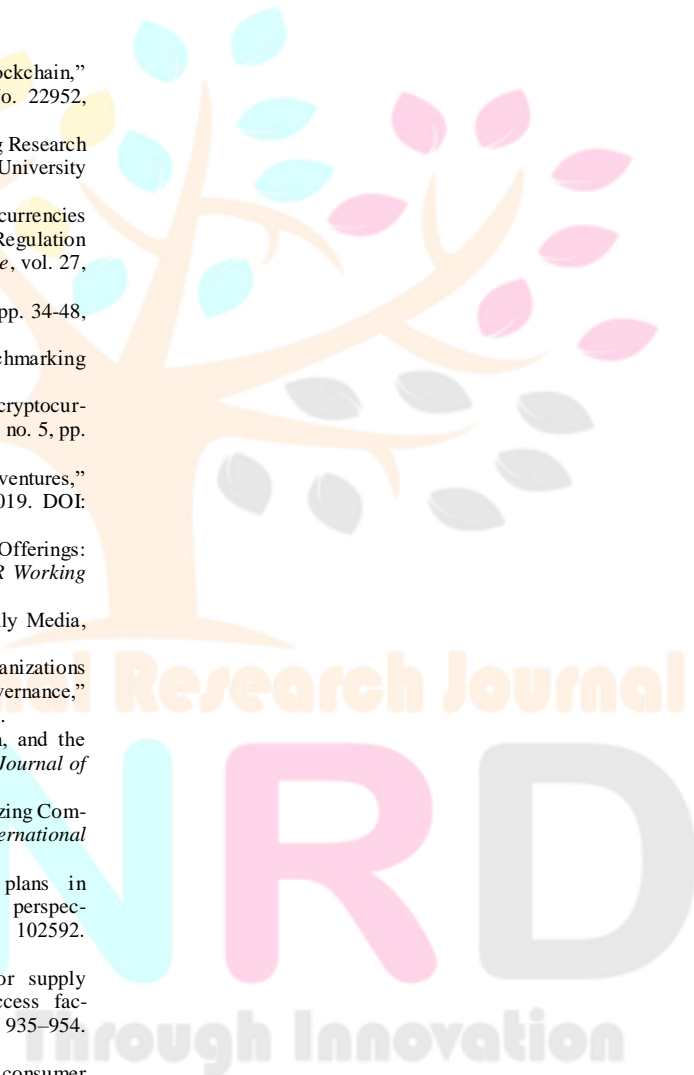 ockchain,”
o. 22952,
g Research
University
currencies
Regulation
e, vol. 27,
pp. 34-48,
chmarking
cryptocur-
no. 5, pp.
ventures,”
019. DOI:
Offerings:
R Working
ly Media,
anizations
vernance,”
.
n, and the
Journal of
zing Com-
ernational
plans in
perspec-
102592.
or supply
ccess fac-
935–954.
consumer
nal Research Journal
NRD
Through Innovation